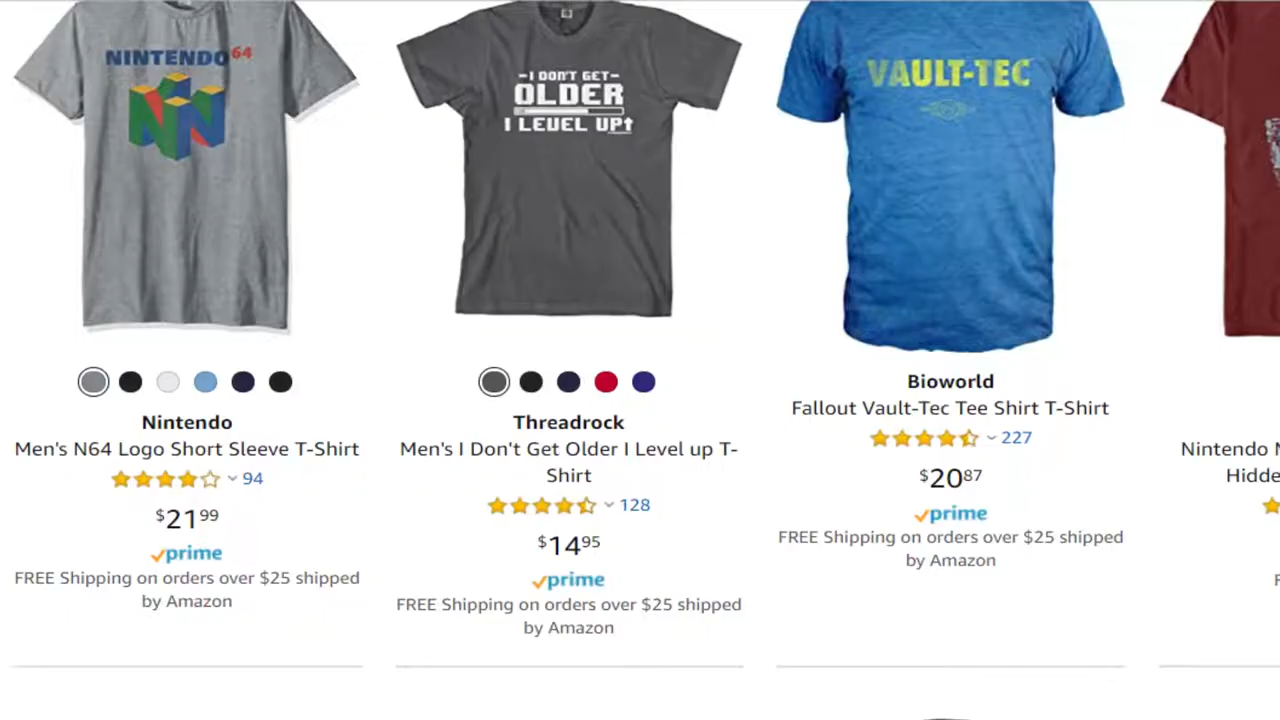 NINTENDO64
-I DON'T GET-
OLDER
I LEVEL UP↑
VAULT-TEC
Nintendo
Men's N64 Logo Short Sleeve T-Shirt
94
$21.99
prime
FREE Shipping on orders over $25 shipped
by Amazon
Threadrock
Men's I Don't Get Older I Level up T-
Shirt
128
$14.95
prime
FREE Shipping on orders over $25 shipped
by Amazon
Bioworld
Fallout Vault-Tec Tee Shirt T-Shirt
227
$20.87
prime
FREE Shipping on orders over $25 shipped
by Amazon
Nintendo
Hidde